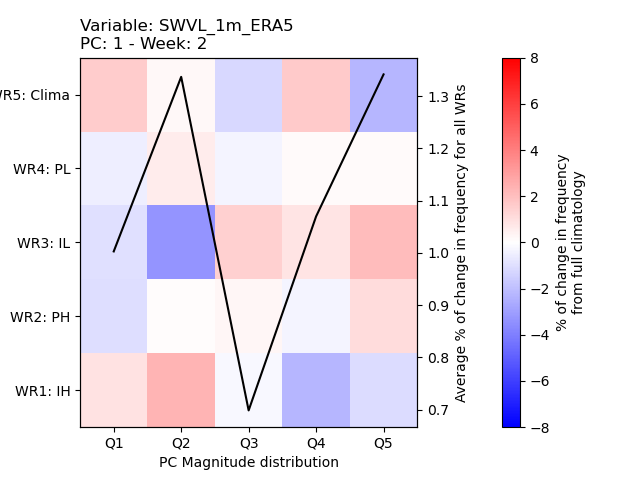 Variable: SWVL_1m_ERA5
PC: 1 - Week: 2
R5: Clima
WR4: PL
WR3: IL
WR2: PH
WR1: IH
Q1 Q2 Q3 Q4 Q5
PC Magnitude distribution
1.3
1.2
1.1
1.0
0.9
0.8
0.7
Average % of change in frequency for all WRs
8
6
4
2
0
−2
−4
−6
−8
% of change in frequency
from full climatology